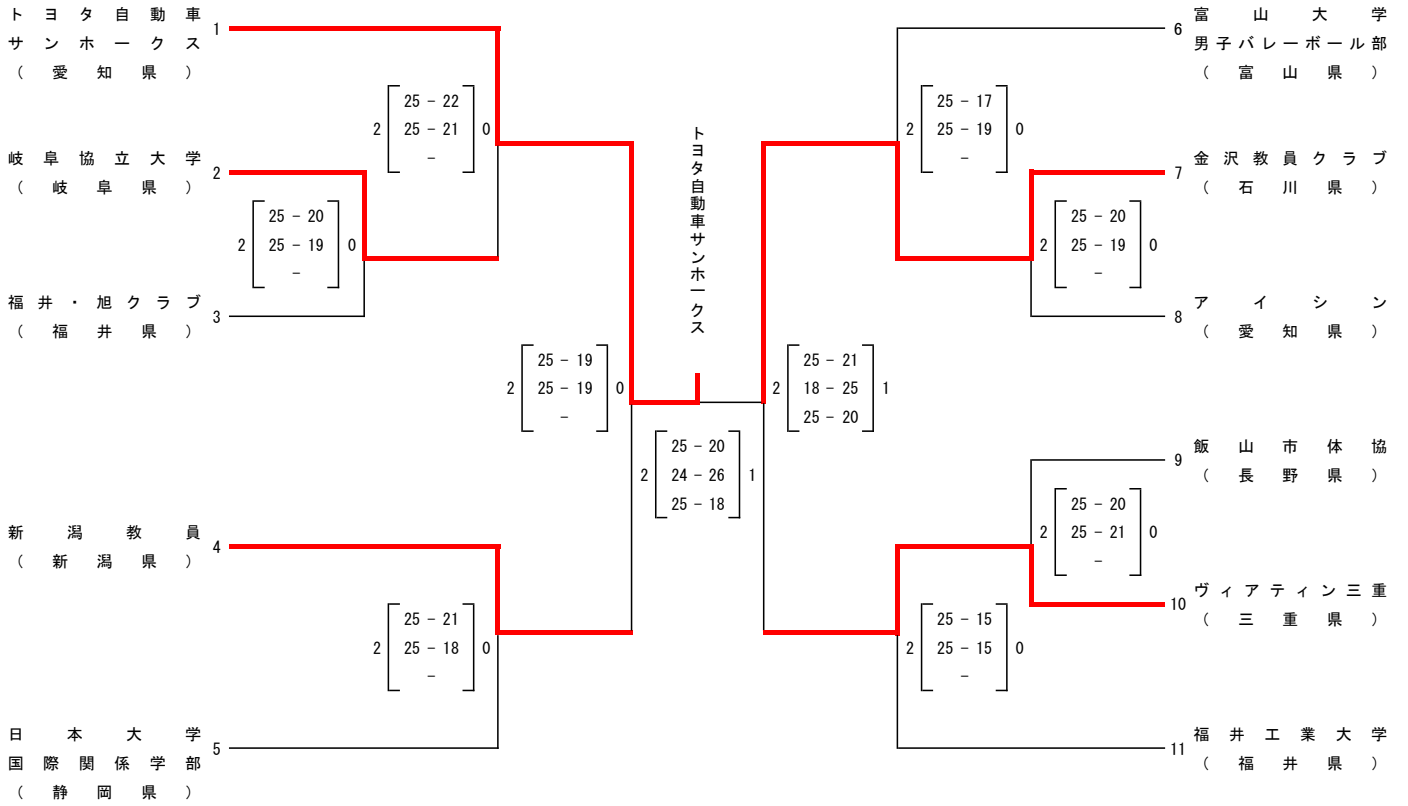 トヨタ自動車
サンホークス
(愛知県)
1
岐阜協立大学
(岐阜県)
2
福井・旭クラブ
(福井県)
3
新潟教員
(新潟県)
4
日本大学
国際関係学部
(静岡県)
5
2
25 - 22
25 - 21
-
0
2
25 - 20
25 - 19
-
0
2
25 - 19
25 - 19
-
0
2
25 - 21
25 - 18
-
0
トヨタ自動車サンホークス
2
25 - 20
24 - 26
25 - 18
1
2
25 - 21
18 - 25
25 - 20
1
2
25 - 17
25 - 19
-
0
2
25 - 20
25 - 19
-
0
2
25 - 20
25 - 21
-
0
2
25 - 15
25 - 15
-
0
6
富山大学
男子バレーボール部
(富山県)
7
金沢教員クラブ
(石川県)
8
アイシン
(愛知県)
9
飯山市体協
(長野県)
10
ヴィアティン三重
(三重県)
11
福井工業大学
(福井県)